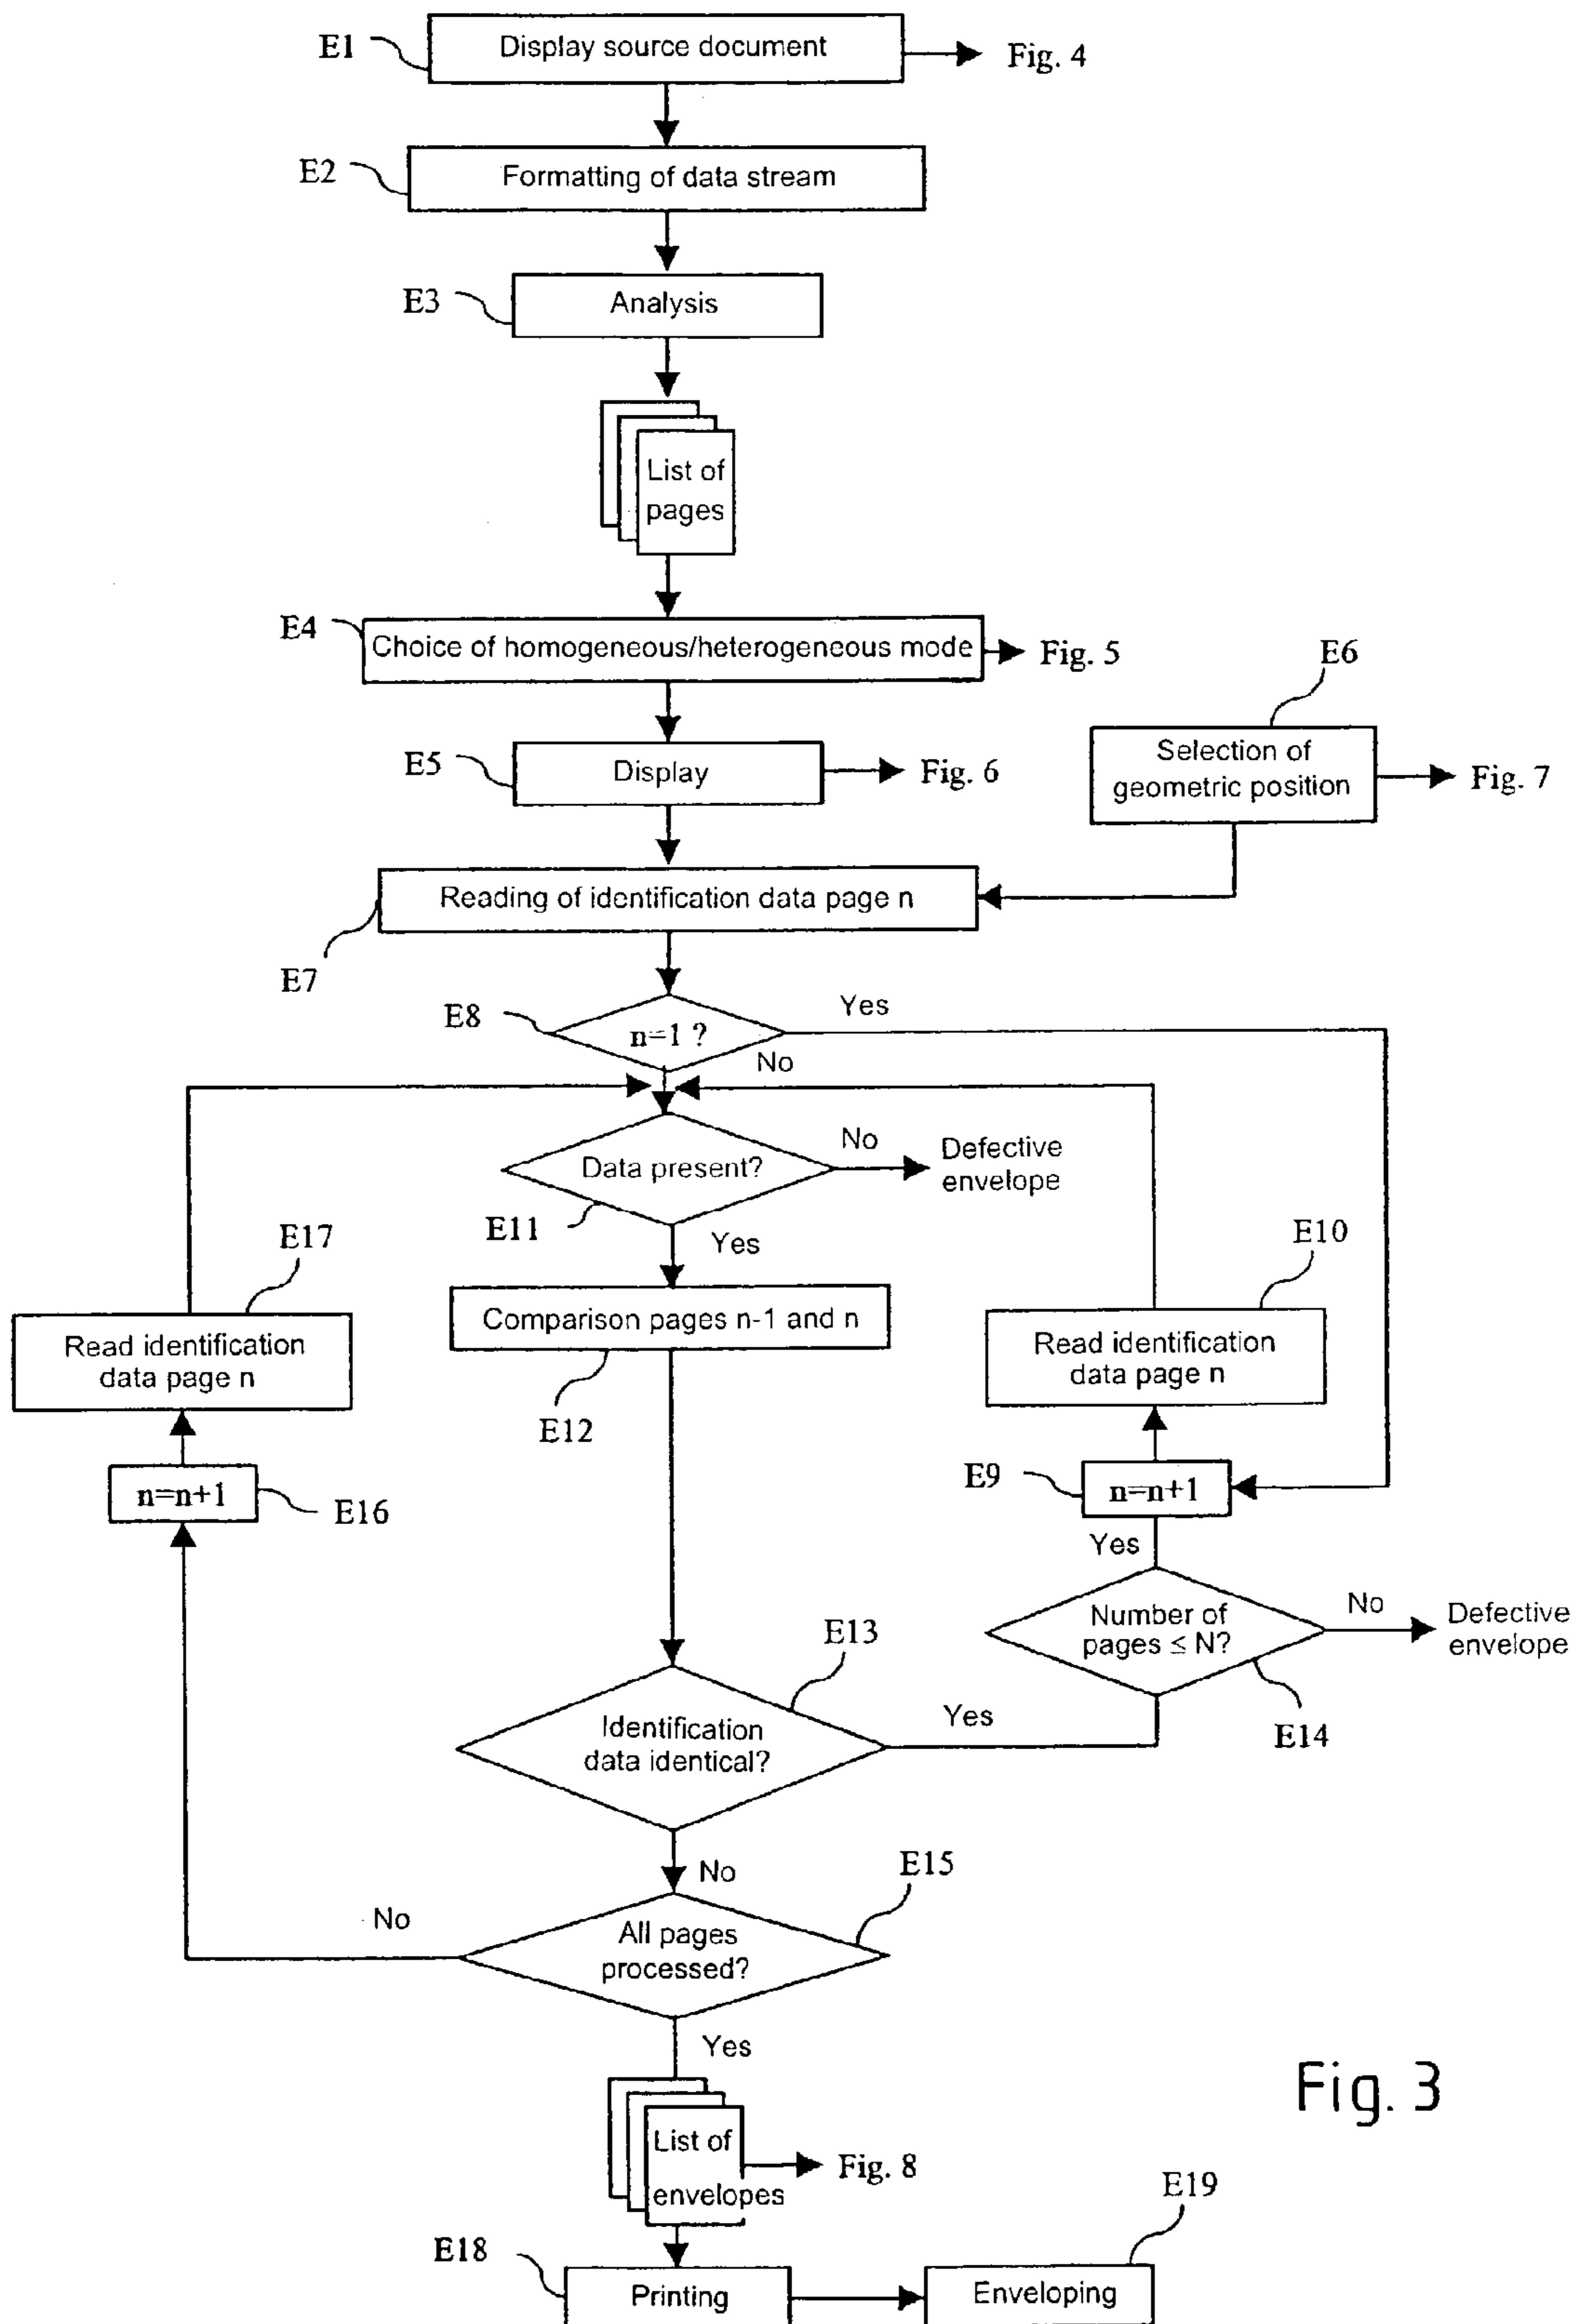 E1
Display source document
Fig. 4
E2
Formatting of data stream
E3
Analysis
List of
pages
E4
Choice of homogeneous/heterogeneous mode
Fig. 5
E6
E5
Display
Fig. 6
Selection of
geometric position
Fig. 7
Reading of identification data page n
E7
E8
n=1 ?
Yes
No
Data present?
No
Defective
envelope
E11
Yes
E17
E10
Read identification
data page n
Comparison pages n-1 and n
Read identification
data page n
E12
n=n+1
E16
E9
n=n+1
Yes
Number of
pages ≤ N?
No
Defective
envelope
E13
E14
Identification
data identical?
Yes
No
E15
No
All pages
processed?
Yes
Fig. 3
List of
envelopes
Fig. 8
E19
E18
Printing
Enveloping